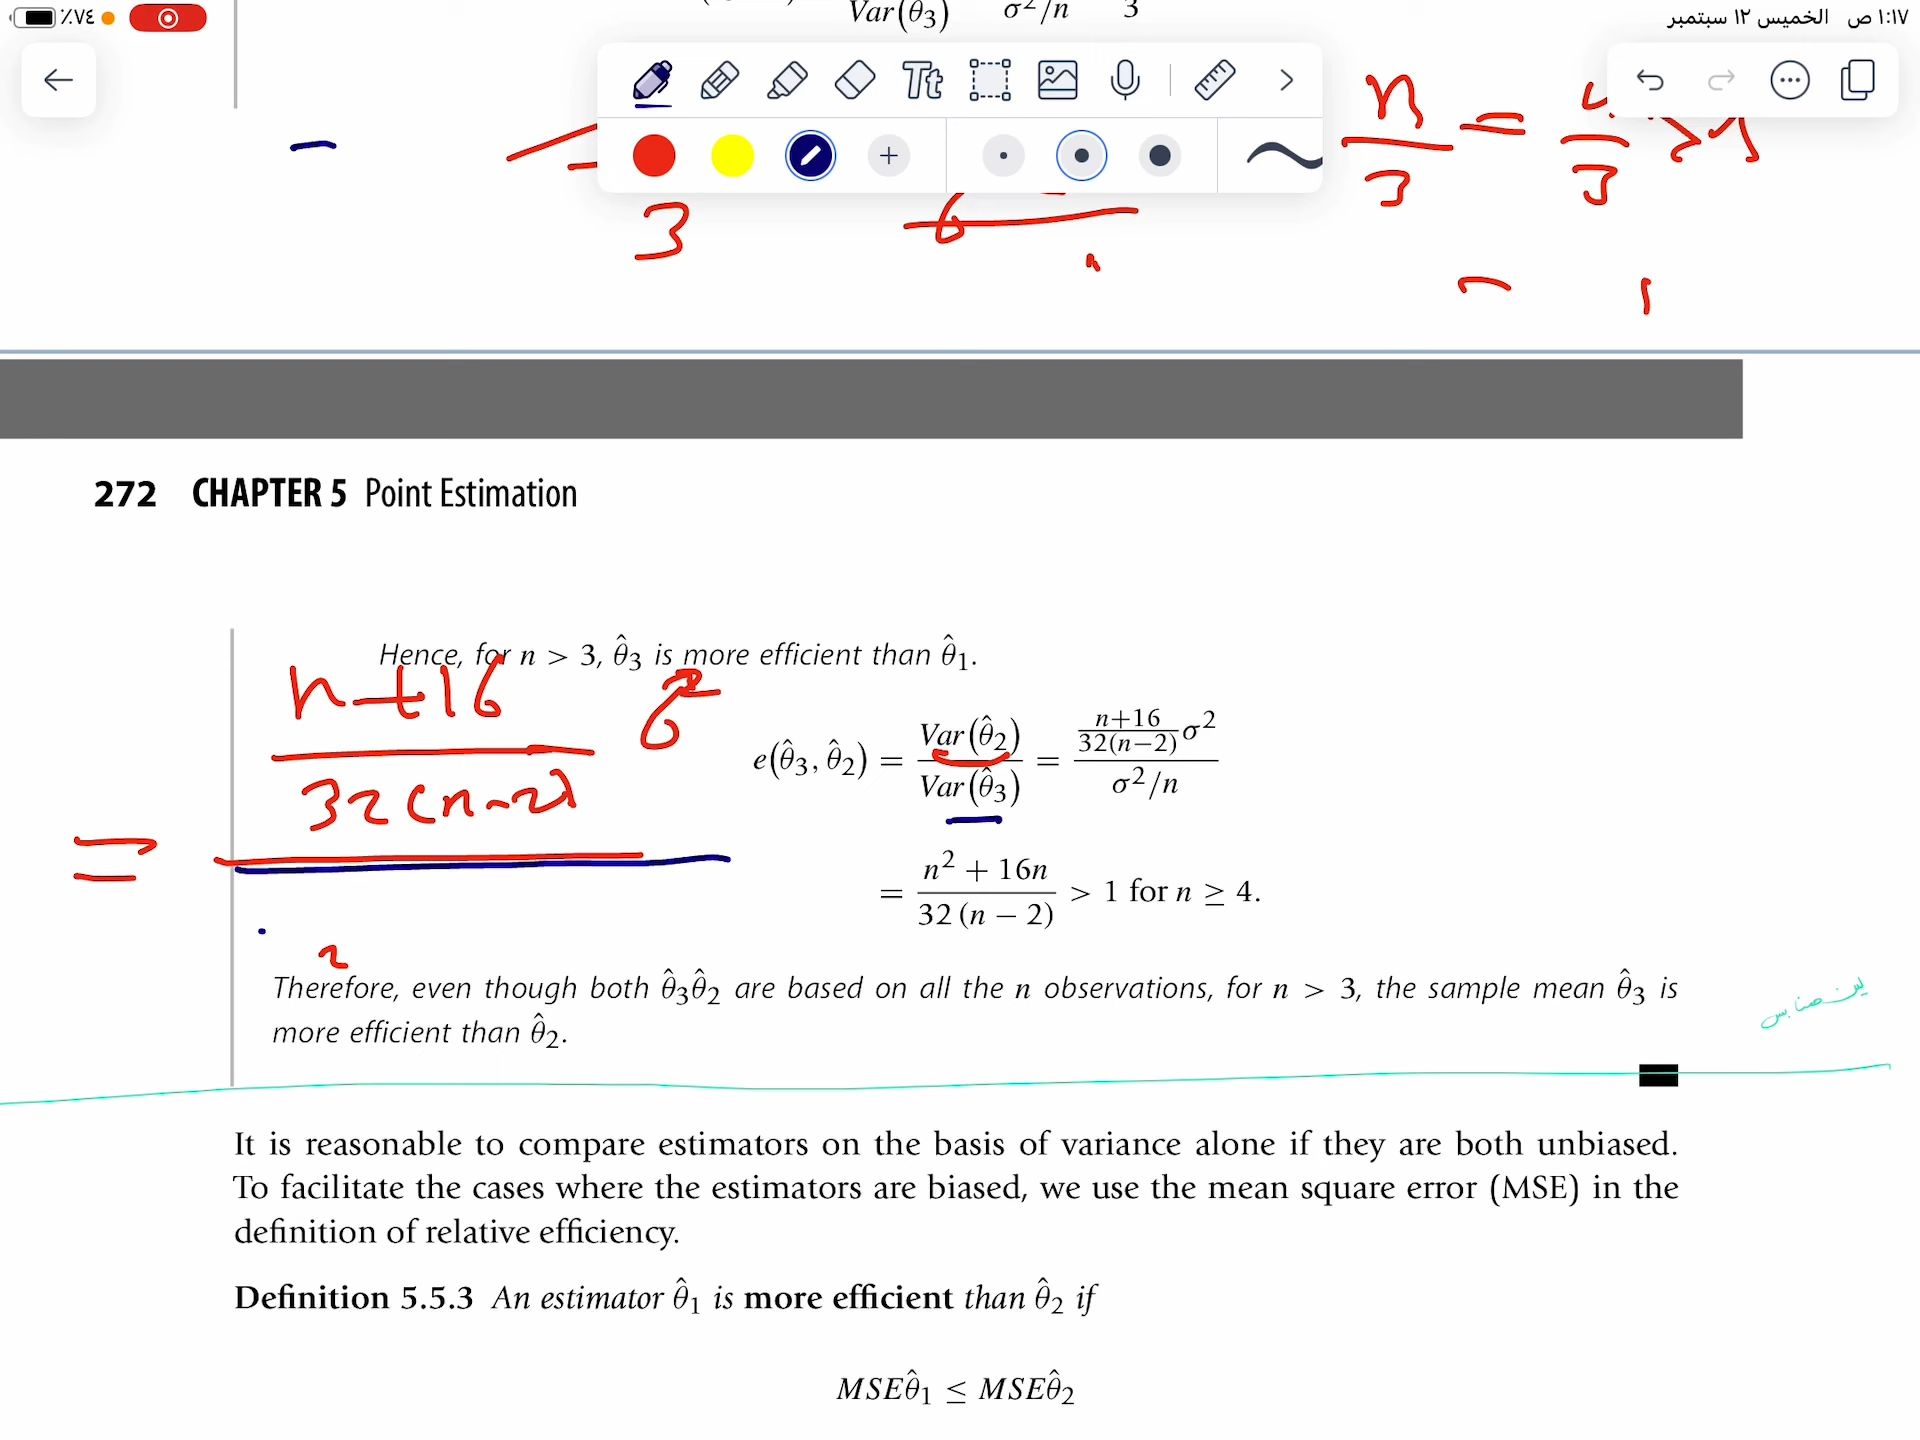 ٪٧٤
١:١٧ ص الخميس ١٢ سبتمبر
Var(θ̂3) σ²/n 3
Tt
n/3 = /3 > 1
3
6
272 CHAPTER 5 Point Estimation
Hence, for n > 3, θ̂3 is more efficient than θ̂1.
n+16 / 32(n-2) σ²
=
e(θ̂3, θ̂2) = Var(θ̂2) / Var(θ̂3) = (n+16 / 32(n−2) σ²) / (σ²/n)
= n² + 16n / 32 (n − 2) > 1 for n ≥ 4.
Therefore, even though both θ̂3θ̂2 are based on all the n observations, for n > 3, the sample mean θ̂3 is
more efficient than θ̂2.
It is reasonable to compare estimators on the basis of variance alone if they are both unbiased.
To facilitate the cases where the estimators are biased, we use the mean square error (MSE) in the
definition of relative efficiency.
Definition 5.5.3 An estimator θ̂1 is more efficient than θ̂2 if
MSEθ̂1 ≤ MSEθ̂2